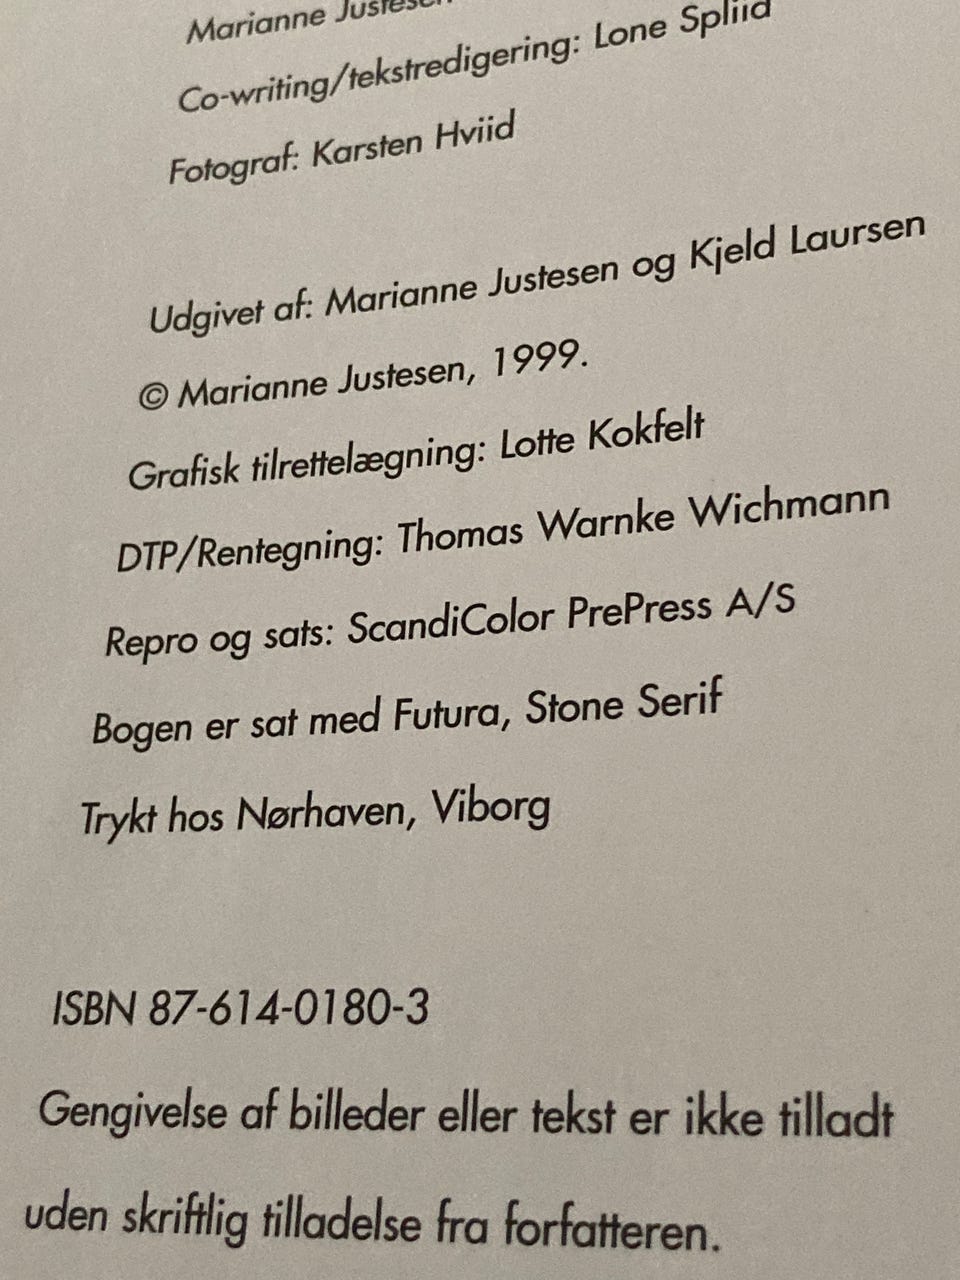 Marianne Justesen
Co-writing/tekstredigering: Lone Spliid
Fotograf: Karsten Hviid
Udgivet af: Marianne Justesen og Kjeld Laursen
© Marianne Justesen, 1999.
Grafisk tilrettelægning: Lotte Kokfelt
DTP/Rentegning: Thomas Warnke Wichmann
Repro og sats: ScandiColor PrePress A/S
Bogen er sat med Futura, Stone Serif
Trykt hos Nørhaven, Viborg
ISBN 87-614-0180-3
Gengivelse af billeder eller tekst er ikke tilladt
uden skriftlig tilladelse fra forfatteren.